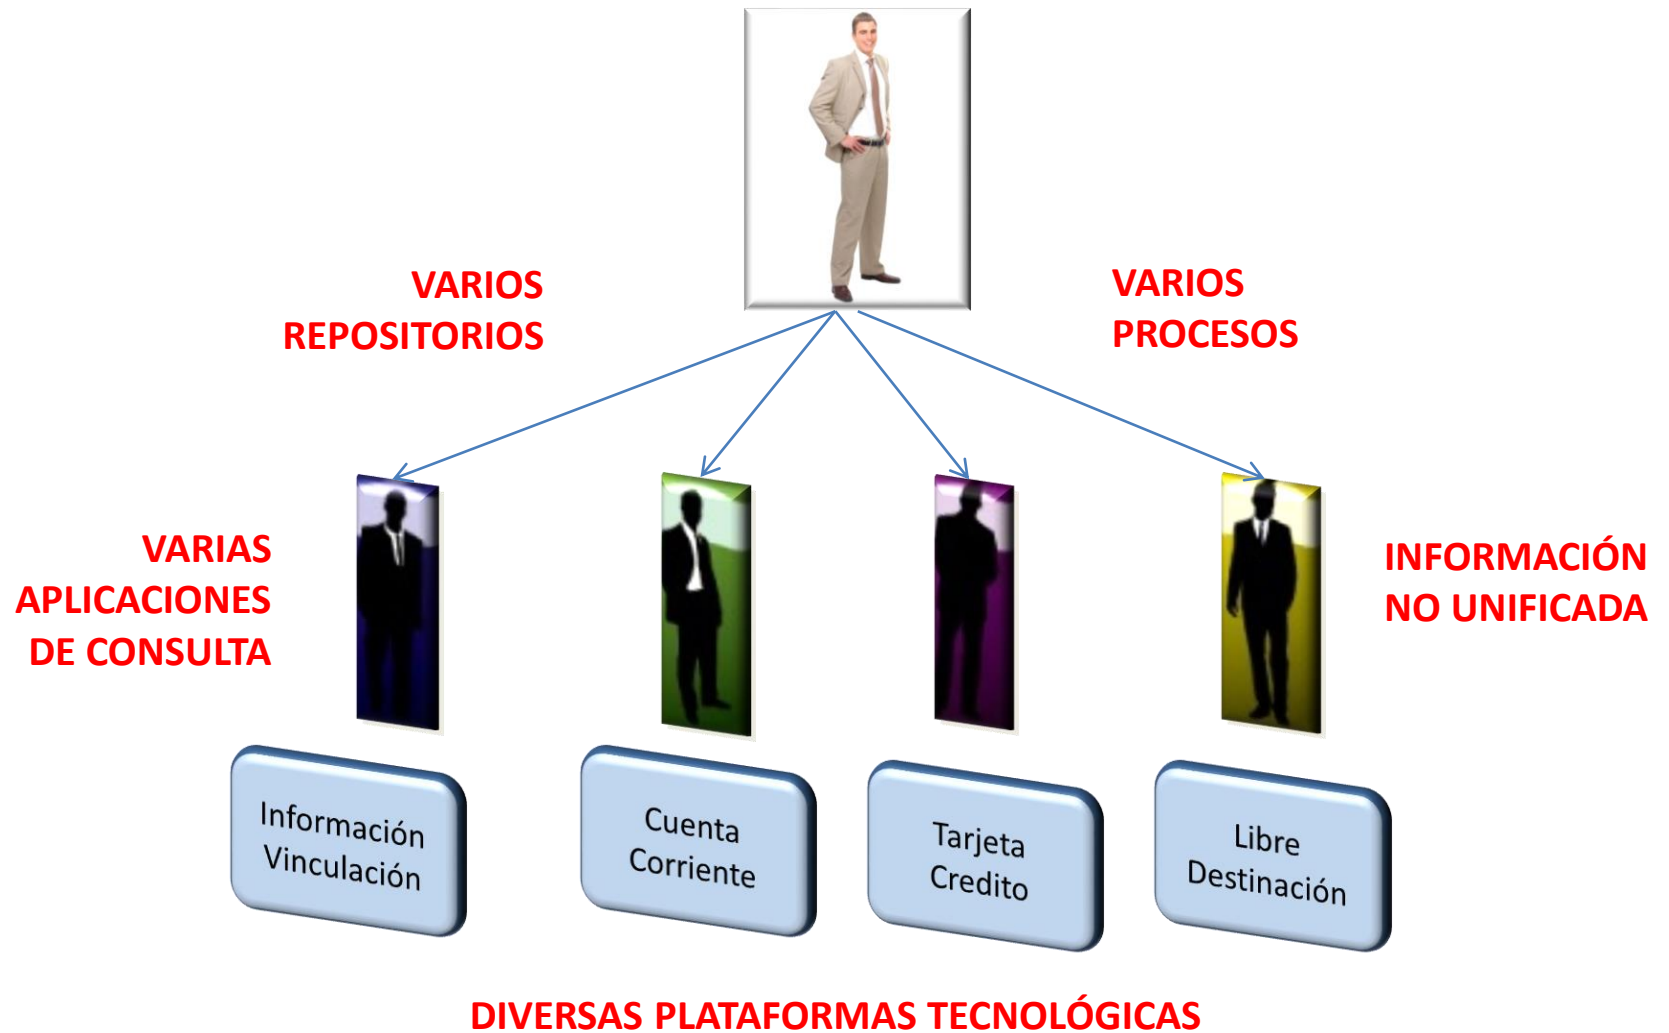 VARIOS
REPOSITORIOS
VARIOS
PROCESOS
VARIAS
APLICACIONES
DE CONSULTA
INFORMACIÓN
NO UNIFICADA
Información
Vinculación
Cuenta
Corriente
Tarjeta
Credito
Libre
Destinación
DIVERSAS PLATAFORMAS TECNOLÓGICAS